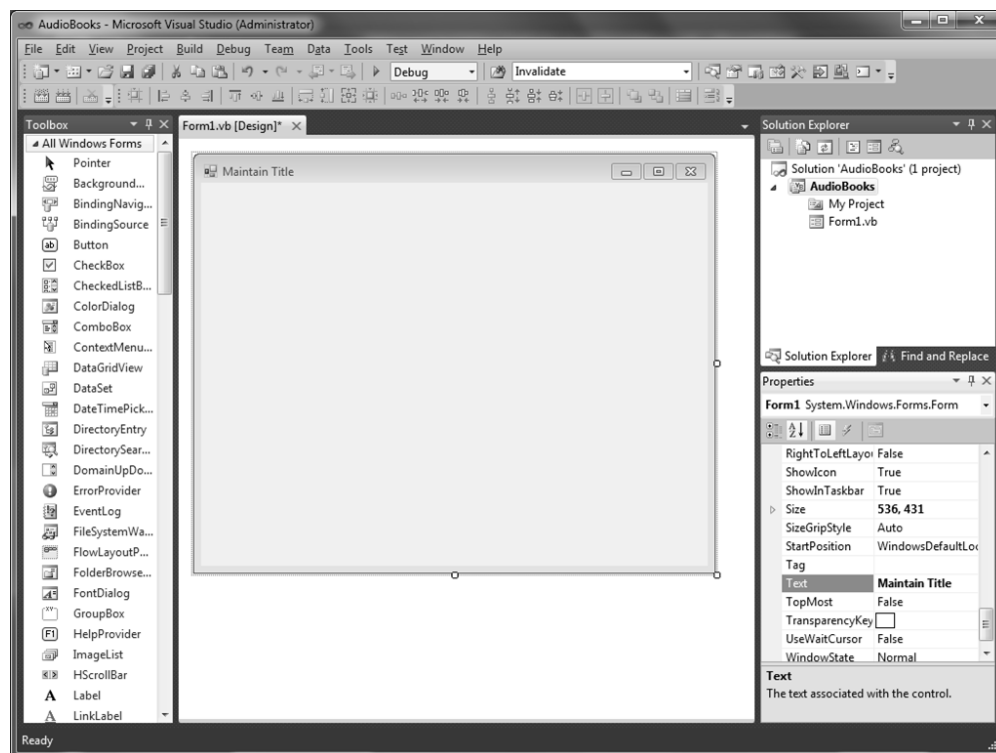 AudioBooks - Microsoft Visual Studio (Administrator)
File Edit View Project Build Debug Team Data Tools Test Window Help
Debug
Invalidate
Toolbox
All Windows Forms
Pointer
Background...
BindingNavig...
BindingSource
Button
CheckBox
CheckedListB...
ColorDialog
ComboBox
ContextMenu...
DataGridView
DataSet
DateTimePick...
DirectoryEntry
DirectorySear...
DomainUpDo...
ErrorProvider
EventLog
FileSystemWa...
FlowLayoutP...
FolderBrowse...
FontDialog
GroupBox
HelpProvider
ImageList
HScrollBar
Label
LinkLabel
Form1.vb [Design]*
Maintain Title
Solution Explorer
Solution 'AudioBooks' (1 project)
AudioBooks
My Project
Form1.vb
Solution Explorer Find and Replace
Properties
Form1 System.Windows.Forms.Form
RightToLeftLayou False
ShowIcon True
ShowInTaskbar True
Size 536, 431
SizeGripStyle Auto
StartPosition WindowsDefaultLoc
Tag
Text Maintain Title
TopMost False
TransparencyKey
UseWaitCursor False
WindowState Normal
Text
The text associated with the control.
Ready